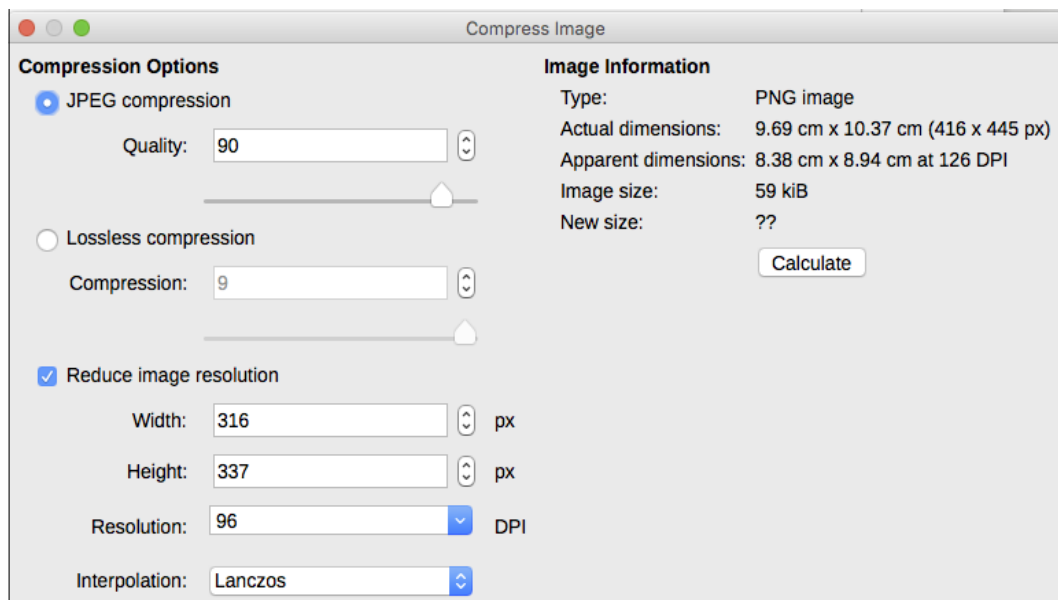 Compress Image
Compression Options
JPEG compression
Quality: 90
Lossless compression
Compression: 9
Reduce image resolution
Width: 316 px
Height: 337 px
Resolution: 96 DPI
Interpolation: Lanczos
Image Information
Type: PNG image
Actual dimensions: 9.69 cm x 10.37 cm (416 x 445 px)
Apparent dimensions: 8.38 cm x 8.94 cm at 126 DPI
Image size: 59 kiB
New size: ??
Calculate